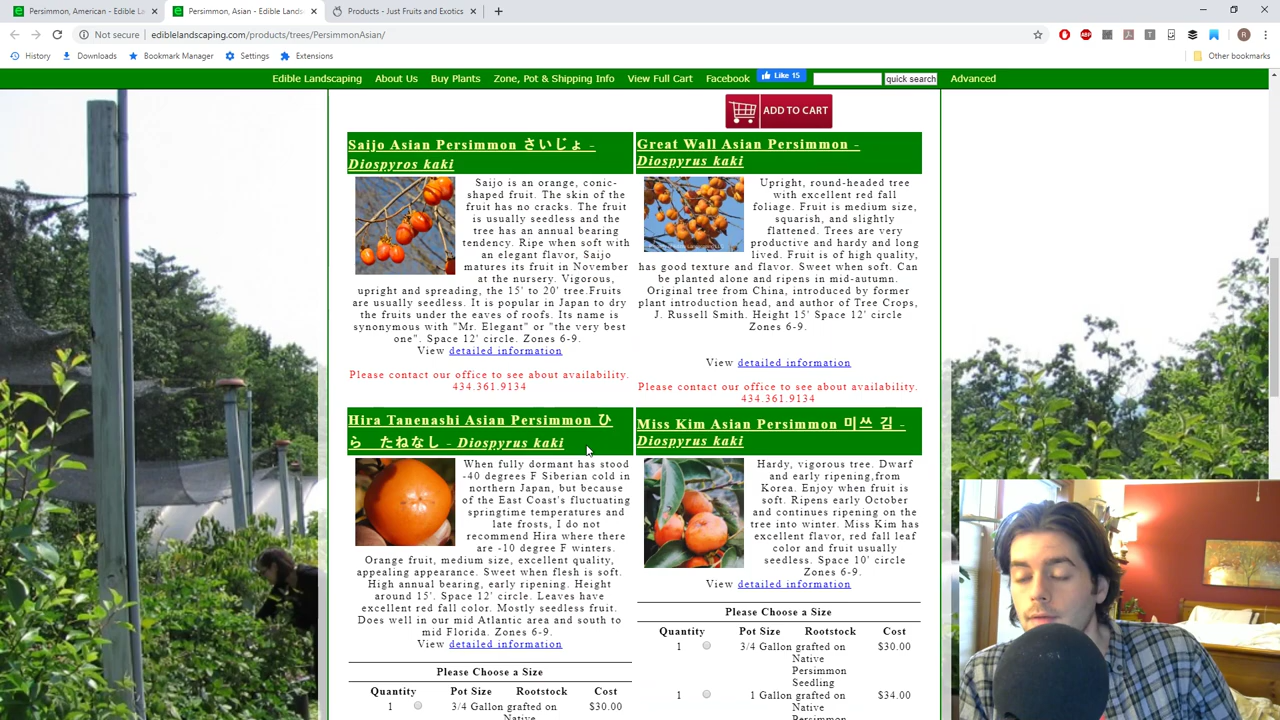 Persimmon, American - Edible L
Persimmon, Asian - Edible Lands
Products - Just Fruits and Exotics
Not secure | ediblelandscaping.com/products/trees/PersimmonAsian/
History Downloads Bookmark Manager Settings Extensions Other bookmarks
Edible Landscaping About Us Buy Plants Zone, Pot & Shipping Info View Full Cart Facebook Like 15 quick search Advanced
ADD TO CART
Saijo Asian Persimmon さいじょ -
Diospyros kaki
Saijo is an orange, conic-
shaped fruit. The skin of the
fruit has no cracks. The fruit
is usually seedless and the
tree has an annual bearing
tendency. Ripe when soft with
an elegant flavor, Saijo
matures its fruit in November
at the nursery. Vigorous,
upright and spreading, the 15' to 20' tree.Fruits
are usually seedless. It is popular in Japan to dry
the fruits under the eaves of roofs. Its name is
synonymous with "Mr. Elegant" or "the very best
one". Space 12' circle. Zones 6-9.
View detailed information
Please contact our office to see about availability.
434.361.9134
Great Wall Asian Persimmon -
Diospyrus kaki
Upright, round-headed tree
with excellent red fall
foliage. Fruit is medium size,
squarish, and slightly
flattened. Trees are very
productive and hardy and long
lived. Fruit is of high quality,
has good texture and flavor. Sweet when soft. Can
be planted alone and ripens in mid-autumn.
Original tree from China, introduced by former
plant introduction head, and author of Tree Crops,
J. Russell Smith. Height 15' Space 12' circle
Zones 6-9.
View detailed information
Please contact our office to see about availability.
434.361.9134
Hira Tanenashi Asian Persimmon ひ
ら たねなし - Diospyrus kaki
When fully dormant has stood
-40 degrees F Siberian cold in
northern Japan, but because
of the East Coast's fluctuating
springtime temperatures and
late frosts, I do not
recommend Hira where there
are -10 degree F winters.
Orange fruit, medium size, excellent quality,
appealing appearance. Sweet when flesh is soft.
High annual bearing, early ripening. Height
around 15'. Space 12' circle. Leaves have
excellent red fall color. Mostly seedless fruit.
Does well in our mid Atlantic area and south to
mid Florida. Zones 6-9.
View detailed information
Please Choose a Size
Quantity Pot Size Rootstock Cost
1 3/4 Gallon grafted on $30.00
Native
Miss Kim Asian Persimmon 미쓰 김 -
Diospyrus kaki
Hardy, vigorous tree. Dwarf
and early ripening,from
Korea. Enjoy when fruit is
soft. Ripens early October
and continues ripening on the
tree into winter. Miss Kim has
excellent flavor, red fall leaf
color and fruit usually
seedless. Space 10' circle
Zones 6-9.
View detailed information
Please Choose a Size
Quantity Pot Size Rootstock Cost
1 3/4 Gallon grafted on $30.00
Native
Persimmon
Seedling
1 1 Gallon grafted on $34.00
Native
Persimmon